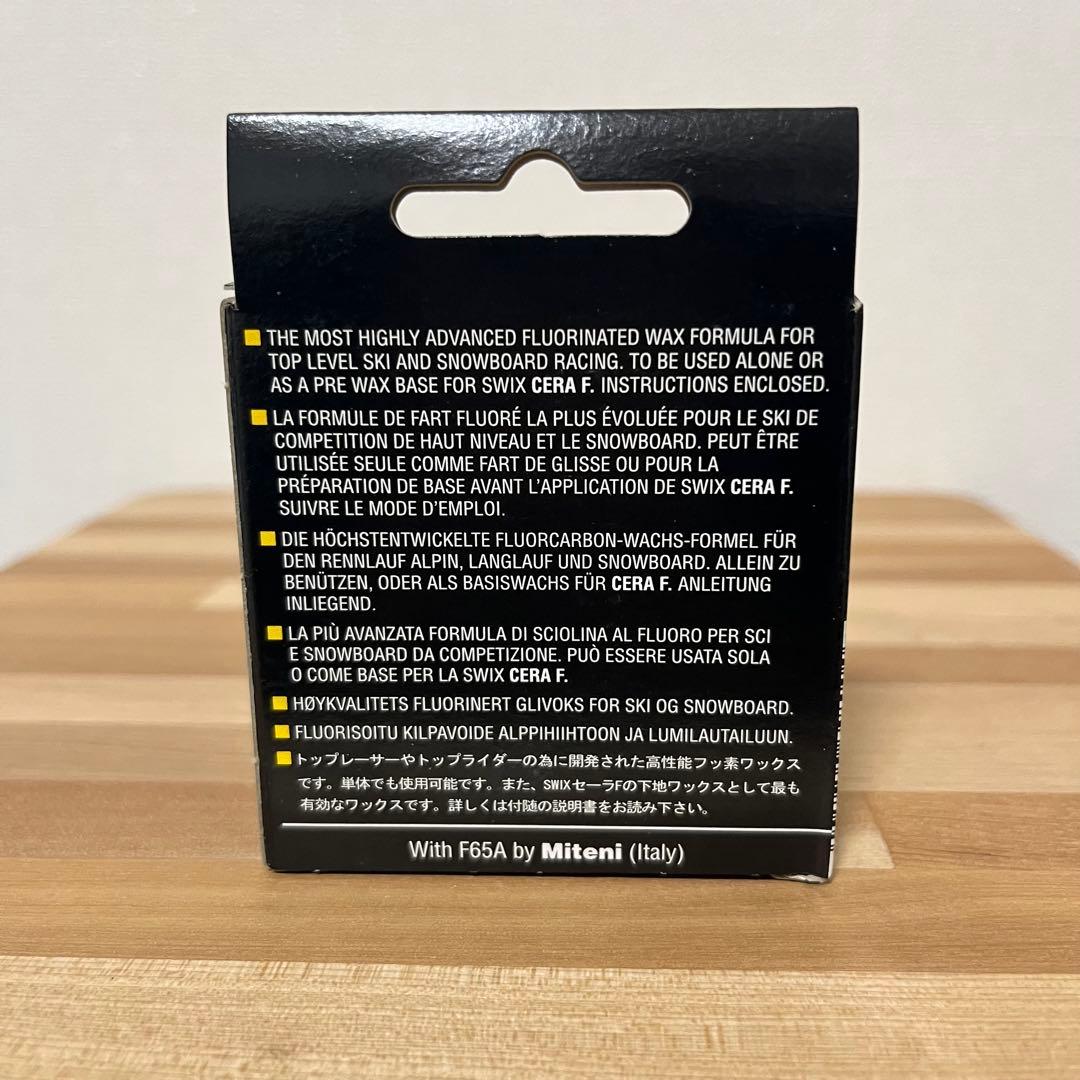 THE MOST HIGHLY ADVANCED FLUORINATED WAX FORMULA FOR
TOP LEVEL SKI AND SNOWBOARD RACING. TO BE USED ALONE OR
AS A PRE WAX BASE FOR SWIX CERA F. INSTRUCTIONS ENCLOSED.
LA FORMULE DE FART FLUORÉ LA PLUS ÉVOLUÉE POUR LE SKI DE
COMPETITION DE HAUT NIVEAU ET LE SNOWBOARD. PEUT ÊTRE
UTILISÉE SEULE COMME FART DE GLISSE OU POUR LA
PRÉPARATION DE BASE AVANT L'APPLICATION DE SWIX CERA F.
SUIVRE LE MODE D'EMPLOI.
DIE HÖCHSTENTWICKELTE FLUORCARBON-WACHS-FORMEL FÜR
DEN RENNLAUF ALPIN, LANGLAUF UND SNOWBOARD. ALLEIN ZU
BENÜTZEN, ODER ALS BASISWACHS FÜR CERA F. ANLEITUNG
INLIEGEND.
LA PIÙ AVANZATA FORMULA DI SCIOLINA AL FLUORO PER SCI
E SNOWBOARD DA COMPETIZIONE. PUÒ ESSERE USATA SOLA
O COME BASE PER LA SWIX CERA F.
HØYKVALITETS FLUORINERT GLIVOKS FOR SKI OG SNOWBOARD.
FLUORISOITU KILPAVOIDE ALPPIHIIHTOON JA LUMILAUTAILUUN.
トップレーサーやトップライダーの為に開発された高性能フッ素ワックス
です。単体でも使用可能です。また、SWIXセーラFの下地ワックスとして最も
有効なワックスです。詳しくは付随の説明書をお読み下さい。
With F65A by Miteni (Italy)